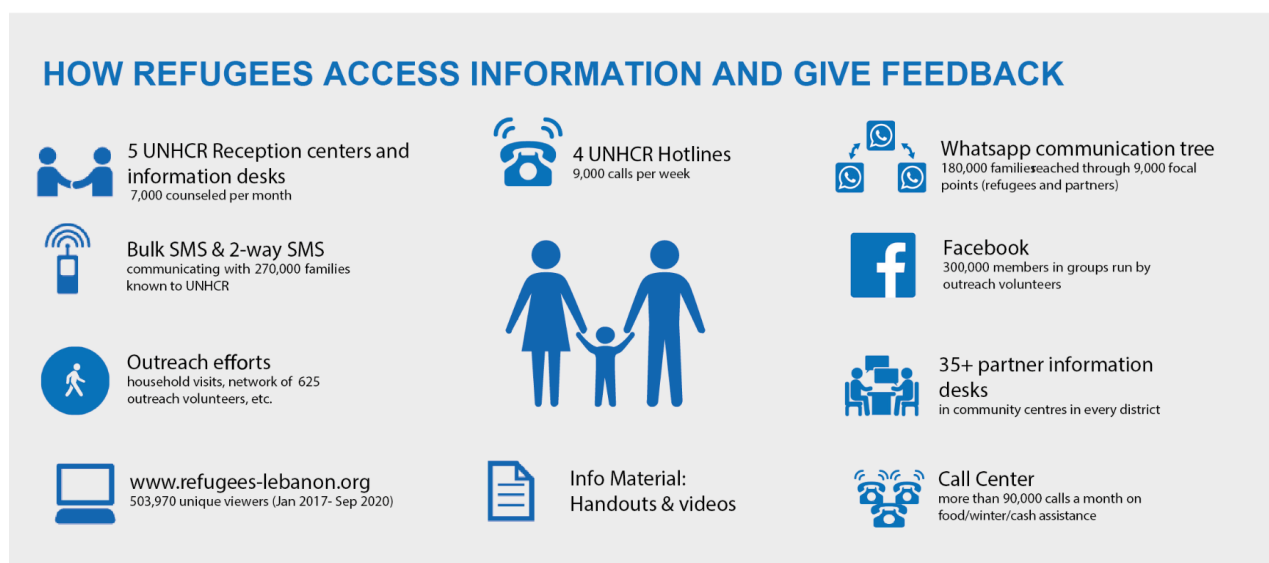 HOW REFUGEES ACCESS INFORMATION AND GIVE FEEDBACK
5 UNHCR Reception centers and
information desks
7,000 counseled per month
4 UNHCR Hotlines
9,000 calls per week
Whatsapp communication tree
180,000 families reached through 9,000 focal
points (refugees and partners)
Bulk SMS & 2-way SMS
communicating with 270,000 families
known to UNHCR
Facebook
300,000 members in groups run by
outreach volunteers
Outreach efforts
household visits, network of 625
outreach volunteers, etc.
35+ partner information
desks
in community centres in every district
www.refugees-lebanon.org
503,970 unique viewers (Jan 2017- Sep 2020)
Info Material:
Handouts & videos
Call Center
more than 90,000 calls a month on
food/winter/cash assistance